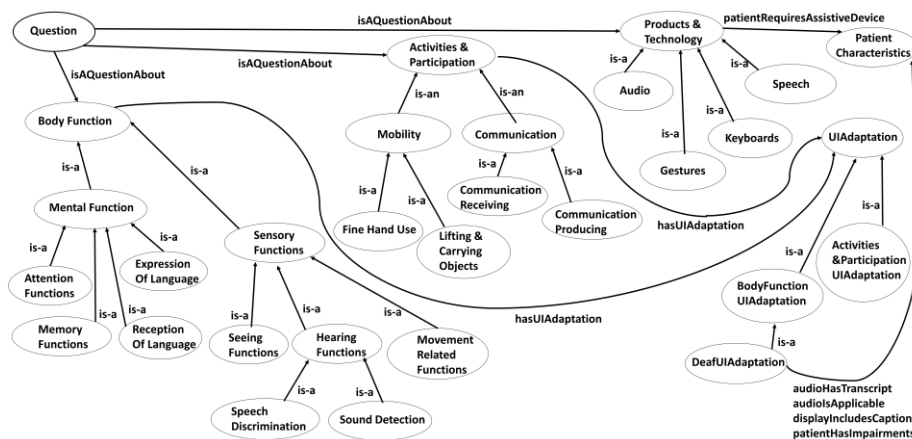 isAQuestionAbout
Products &
Technology
patientRequiresAssistiveDevice
Question
Patient
Characteristics
isAQuestionAbout
Activities &
Participation
is-a
is-a
Audio
Speech
isAQuestionAbout
is-an
is-an
is-a
is-a
Body Function
Mobility
Communication
Keyboards
UIAdaptation
Gestures
is-a
is-a
is-a
is-a
is-a
Communication
Receiving
is-a
Mental Function
Fine Hand Use
Communication
Producing
hasUIAdaptation
is-a
is-a
is-a
Sensory
Functions
Lifting &
Carrying
Objects
is-a
Activities
&Participation
UIAdaptation
Attention
Functions
Expression
Of Language
BodyFunction
UIAdaptation
is-a
is-a
is-a
is-a
is-a
hasUIAdaptation
Memory
Functions
Reception
Of Language
Seeing
Functions
Hearing
Functions
Movement
Related
Functions
is-a
DeafUIAdaptation
is-a
is-a
audioHasTranscript
audioIsApplicable
displayIncludesCaption
patientHasImpairments
Speech
Discrimination
Sound Detection